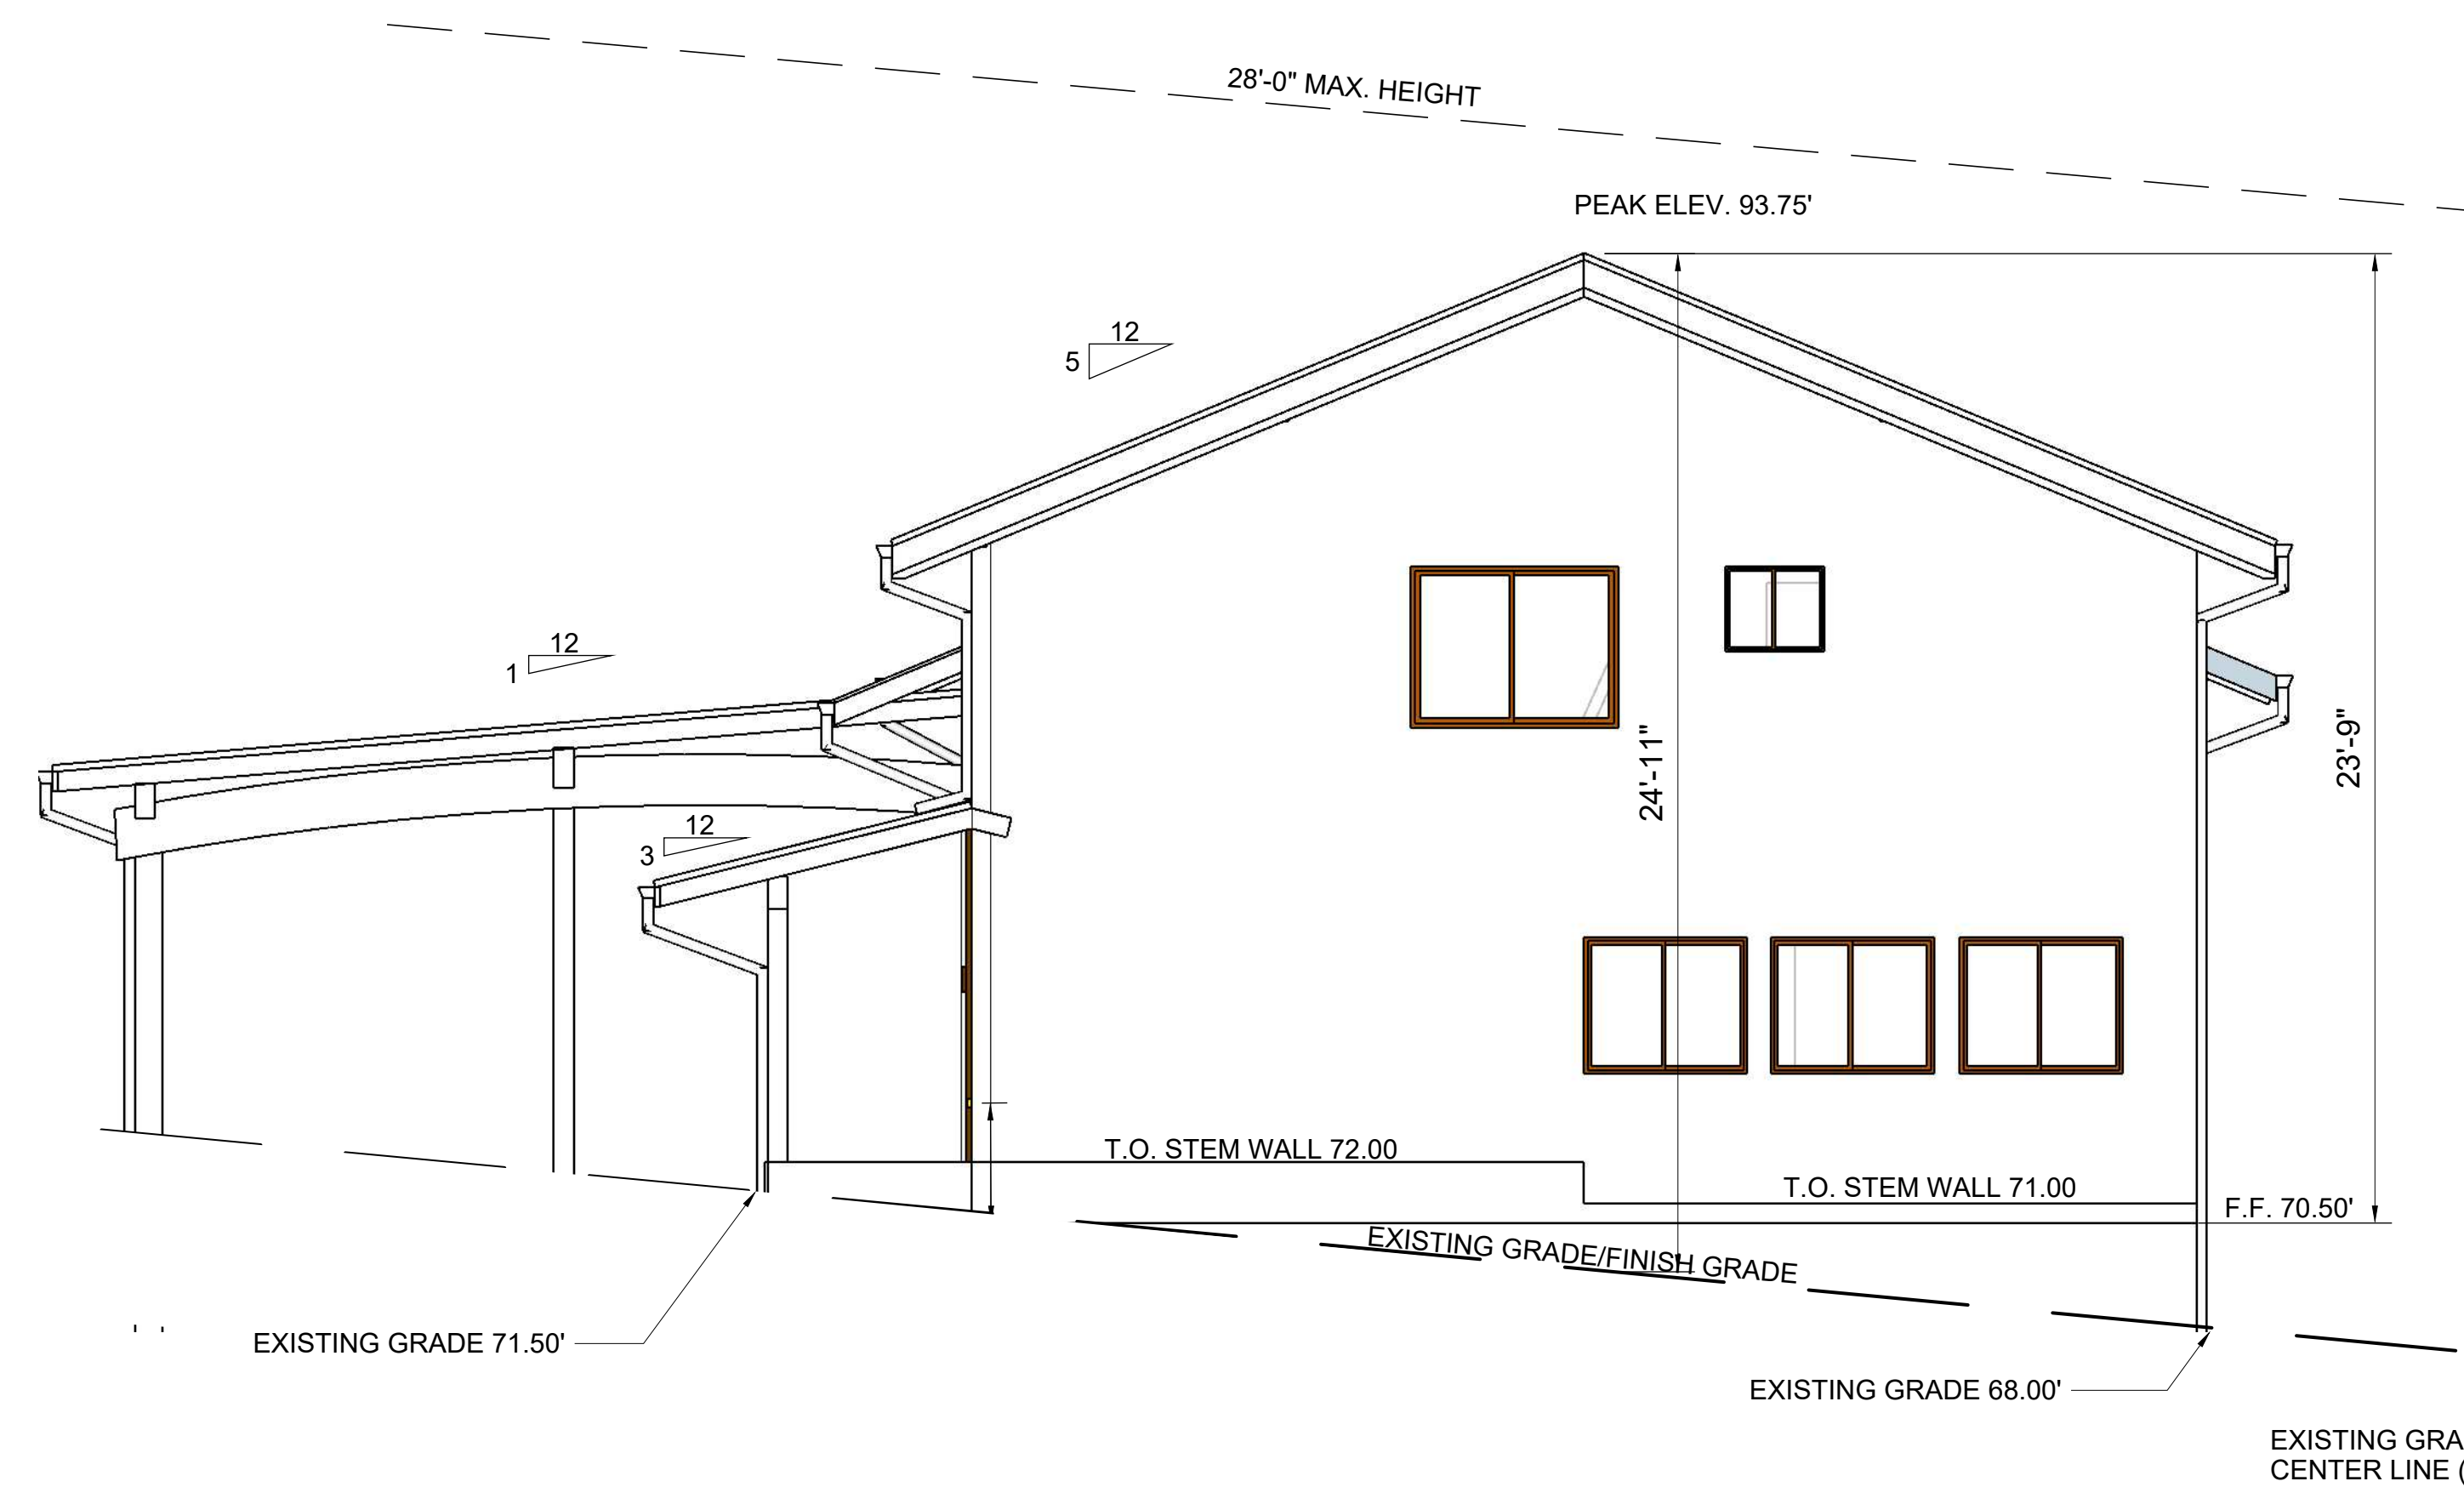 28'-0" MAX. HEIGHT
PEAK ELEV. 93.75'
12
5
12
1
12
3
24'-11"
23'-9"
T.O. STEM WALL 72.00
T.O. STEM WALL 71.00
F.F. 70.50'
EXISTING GRADE/FINISH GRADE
EXISTING GRADE 71.50'
EXISTING GRADE 68.00'
EXISTING GRA
CENTER LINE (